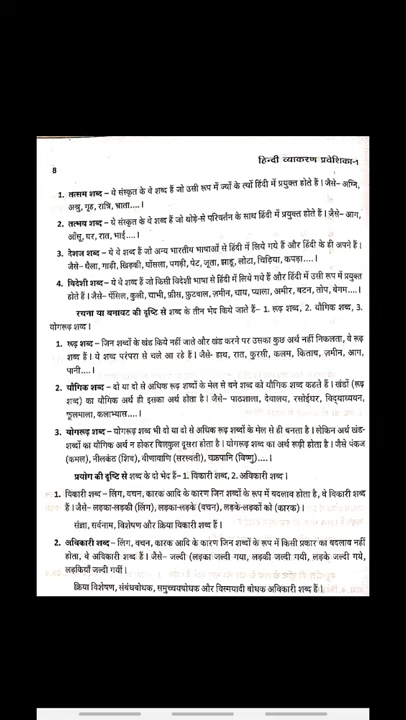 हिन्दी व्याकरण प्रवेशिका-1
8
1. तत्सम शब्द – ये संस्कृत के वे शब्द हैं जो उसी रूप में ज्यों के त्यों हिंदी में प्रयुक्त होते हैं। जैसे– अग्नि,
अश्रु, गृह, रात्रि, भ्राता....।
2. तत्भव शब्द – ये संस्कृत के ये शब्द हैं जो थोड़े-से परिवर्तन के साथ हिंदी में प्रयुक्त होते हैं। जैसे– आग,
आँसू, घर, रात, भाई....।
3. देशज शब्द – ये वे शब्द हैं जो अन्य भारतीय भाषाओं से हिंदी में लिये गये हैं और हिंदी के ही अपने हैं।
जैसे– थैला, गाड़ी, खिड़की, घोंसला, पगड़ी, पेट, जूता, झाडू, लोटा, चिड़िया, कपड़ा....।
4. विदेशी शब्द – ये ये शब्द हैं जो किसी विदेशी भाषा से हिंदी में लिये गये हैं और हिंदी में उसी रूप में प्रयुक्त
होते हैं। जैसे– पेंसिल, कुली, चाभी, फ्रीस, फ़ुटबाल, ज़मीन, चाय, प्याला, अमीर, बटन, तोप, बेगम....।
रचना या बनावट की दृष्टि से शब्द के तीन भेद किये जाते हैं– 1. रूढ़ शब्द, 2. यौगिक शब्द, 3.
योगरूढ़ शब्द।
1. रूढ़ शब्द – जिन शब्दों के खंड किये नहीं जाते और खंड करने पर उसका कुछ अर्थ नहीं निकलता, वे रूढ़
शब्द हैं। ये शब्द परंपरा से चले आ रहे हैं। जैसे– हाथ, रात, कुरसी, कलम, किताब, ज़मीन, आग,
पानी....।
2. यौगिक शब्द – दो या दो से अधिक रूढ़ शब्दों के मेल से बने शब्द को यौगिक शब्द कहते हैं। खंडों (रूढ़
शब्द) का यौगिक अर्थ ही इसका अर्थ होता है। जैसे– पाठशाला, देवालय, रसोईघर, विद्याध्ययन,
फूलमाला, कलाभ्यास....।
3. योगरूढ़ शब्द – योगरूढ़ शब्द भी दो या दो से अधिक रूढ़ शब्दों के मेल से ही बनता है। लेकिन अर्थ खंड-
शब्दों का यौगिक अर्थ न होकर बिलकुल दूसरा होता है। योगरूढ़ शब्द का अर्थ रूढ़ी होता है। जैसे पंकज
(कमल), नीलकंठ (शिव), वीणावाणि (सरस्वती), चक्रपानि (विष्णु)....।
प्रयोग की दृष्टि से शब्द के दो भेद हैं– 1. विकारी शब्द, 2. अविकारी शब्द।
1. विकारी शब्द – लिंग, वचन, कारक आदि के कारण जिन शब्दों के रूप में बदलाव होता है, वे विकारी शब्द
हैं। जैसे– लड़का-लड़की (लिंग), लड़का-लड़के (वचन), लड़के-लड़कों को (कारक)।
संज्ञा, सर्वनाम, विशेषण और क्रिया विकारी शब्द हैं।
2. अविकारी शब्द – लिंग, वचन, कारक आदि के कारण जिन शब्दों के रूप में किसी प्रकार का बदलाव नहीं
होता, वे अविकारी शब्द हैं। जैसे– जल्दी (लड़का जल्दी गया, लड़की जल्दी गयी, लड़के जल्दी गये,
लड़कियाँ जल्दी गयीं।
क्रिया विशेषण, संबंधबोधक, समुच्चयबोधक और विस्मयादी बोधक अविकारी शब्द हैं।